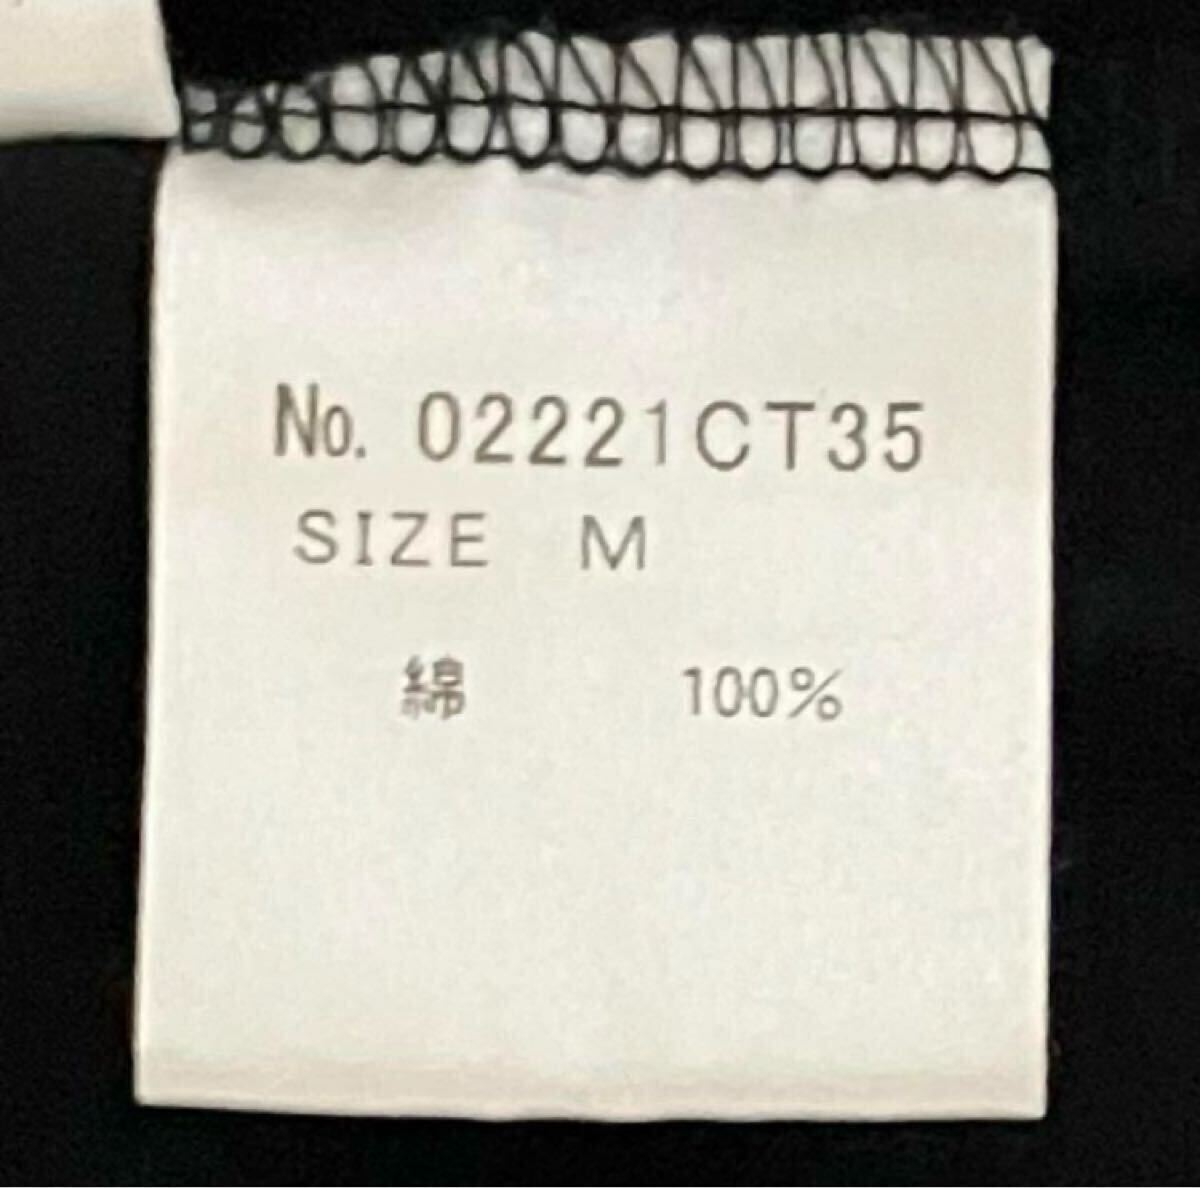 No. 02221CT35
SIZE M
綿 100%